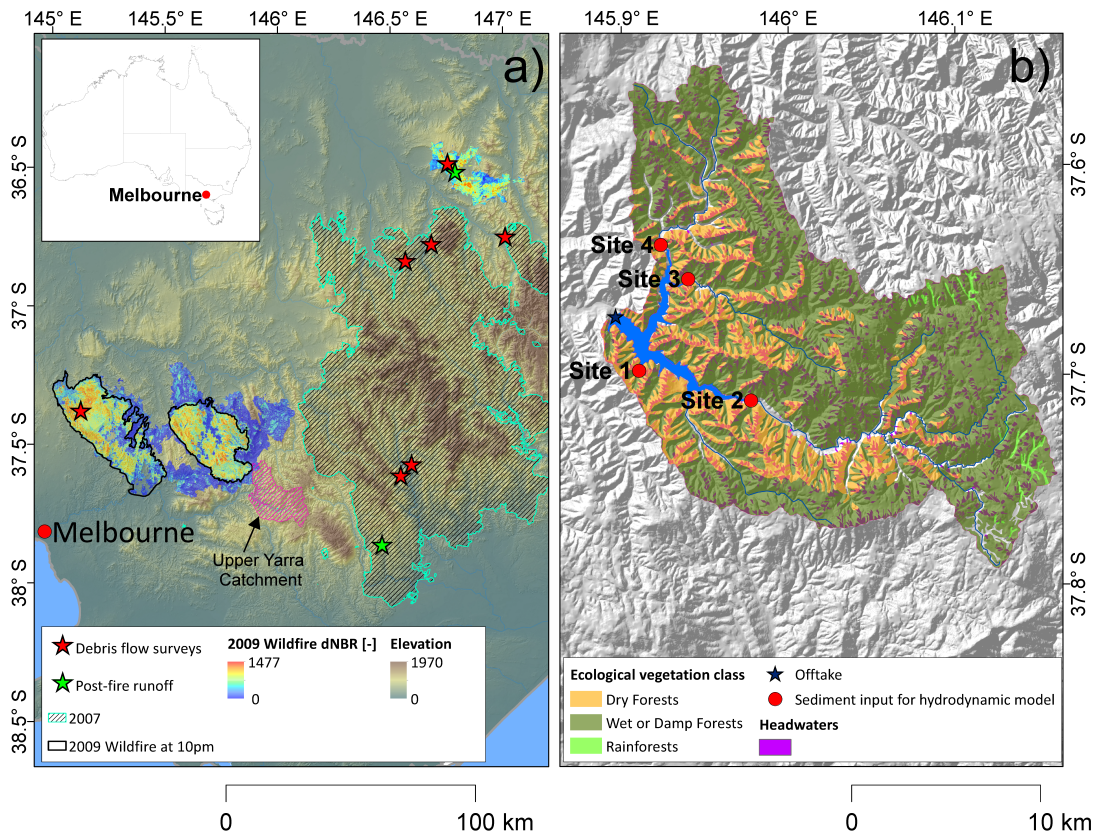 145° E
145.5° E
146° E
146.5° E
147° E
a)
36.5° S
37° S
37.5° S
38° S
38.5° S
Melbourne
Melbourne
Upper Yarra
Catchment
Debris flow surveys
Post-fire runoff
2007
2009 Wildfire at 10pm
2009 Wildfire dNBR [-]
1477
0
Elevation
1970
0
0
100 km
145.9° E
146° E
146.1° E
b)
37.6° S
37.7° S
37.8° S
Site 4
Site 3
Site 1
Site 2
Ecological vegetation class
Dry Forests
Wet or Damp Forests
Rainforests
Offtake
Sediment input for hydrodynamic model
Headwaters
0
10 km